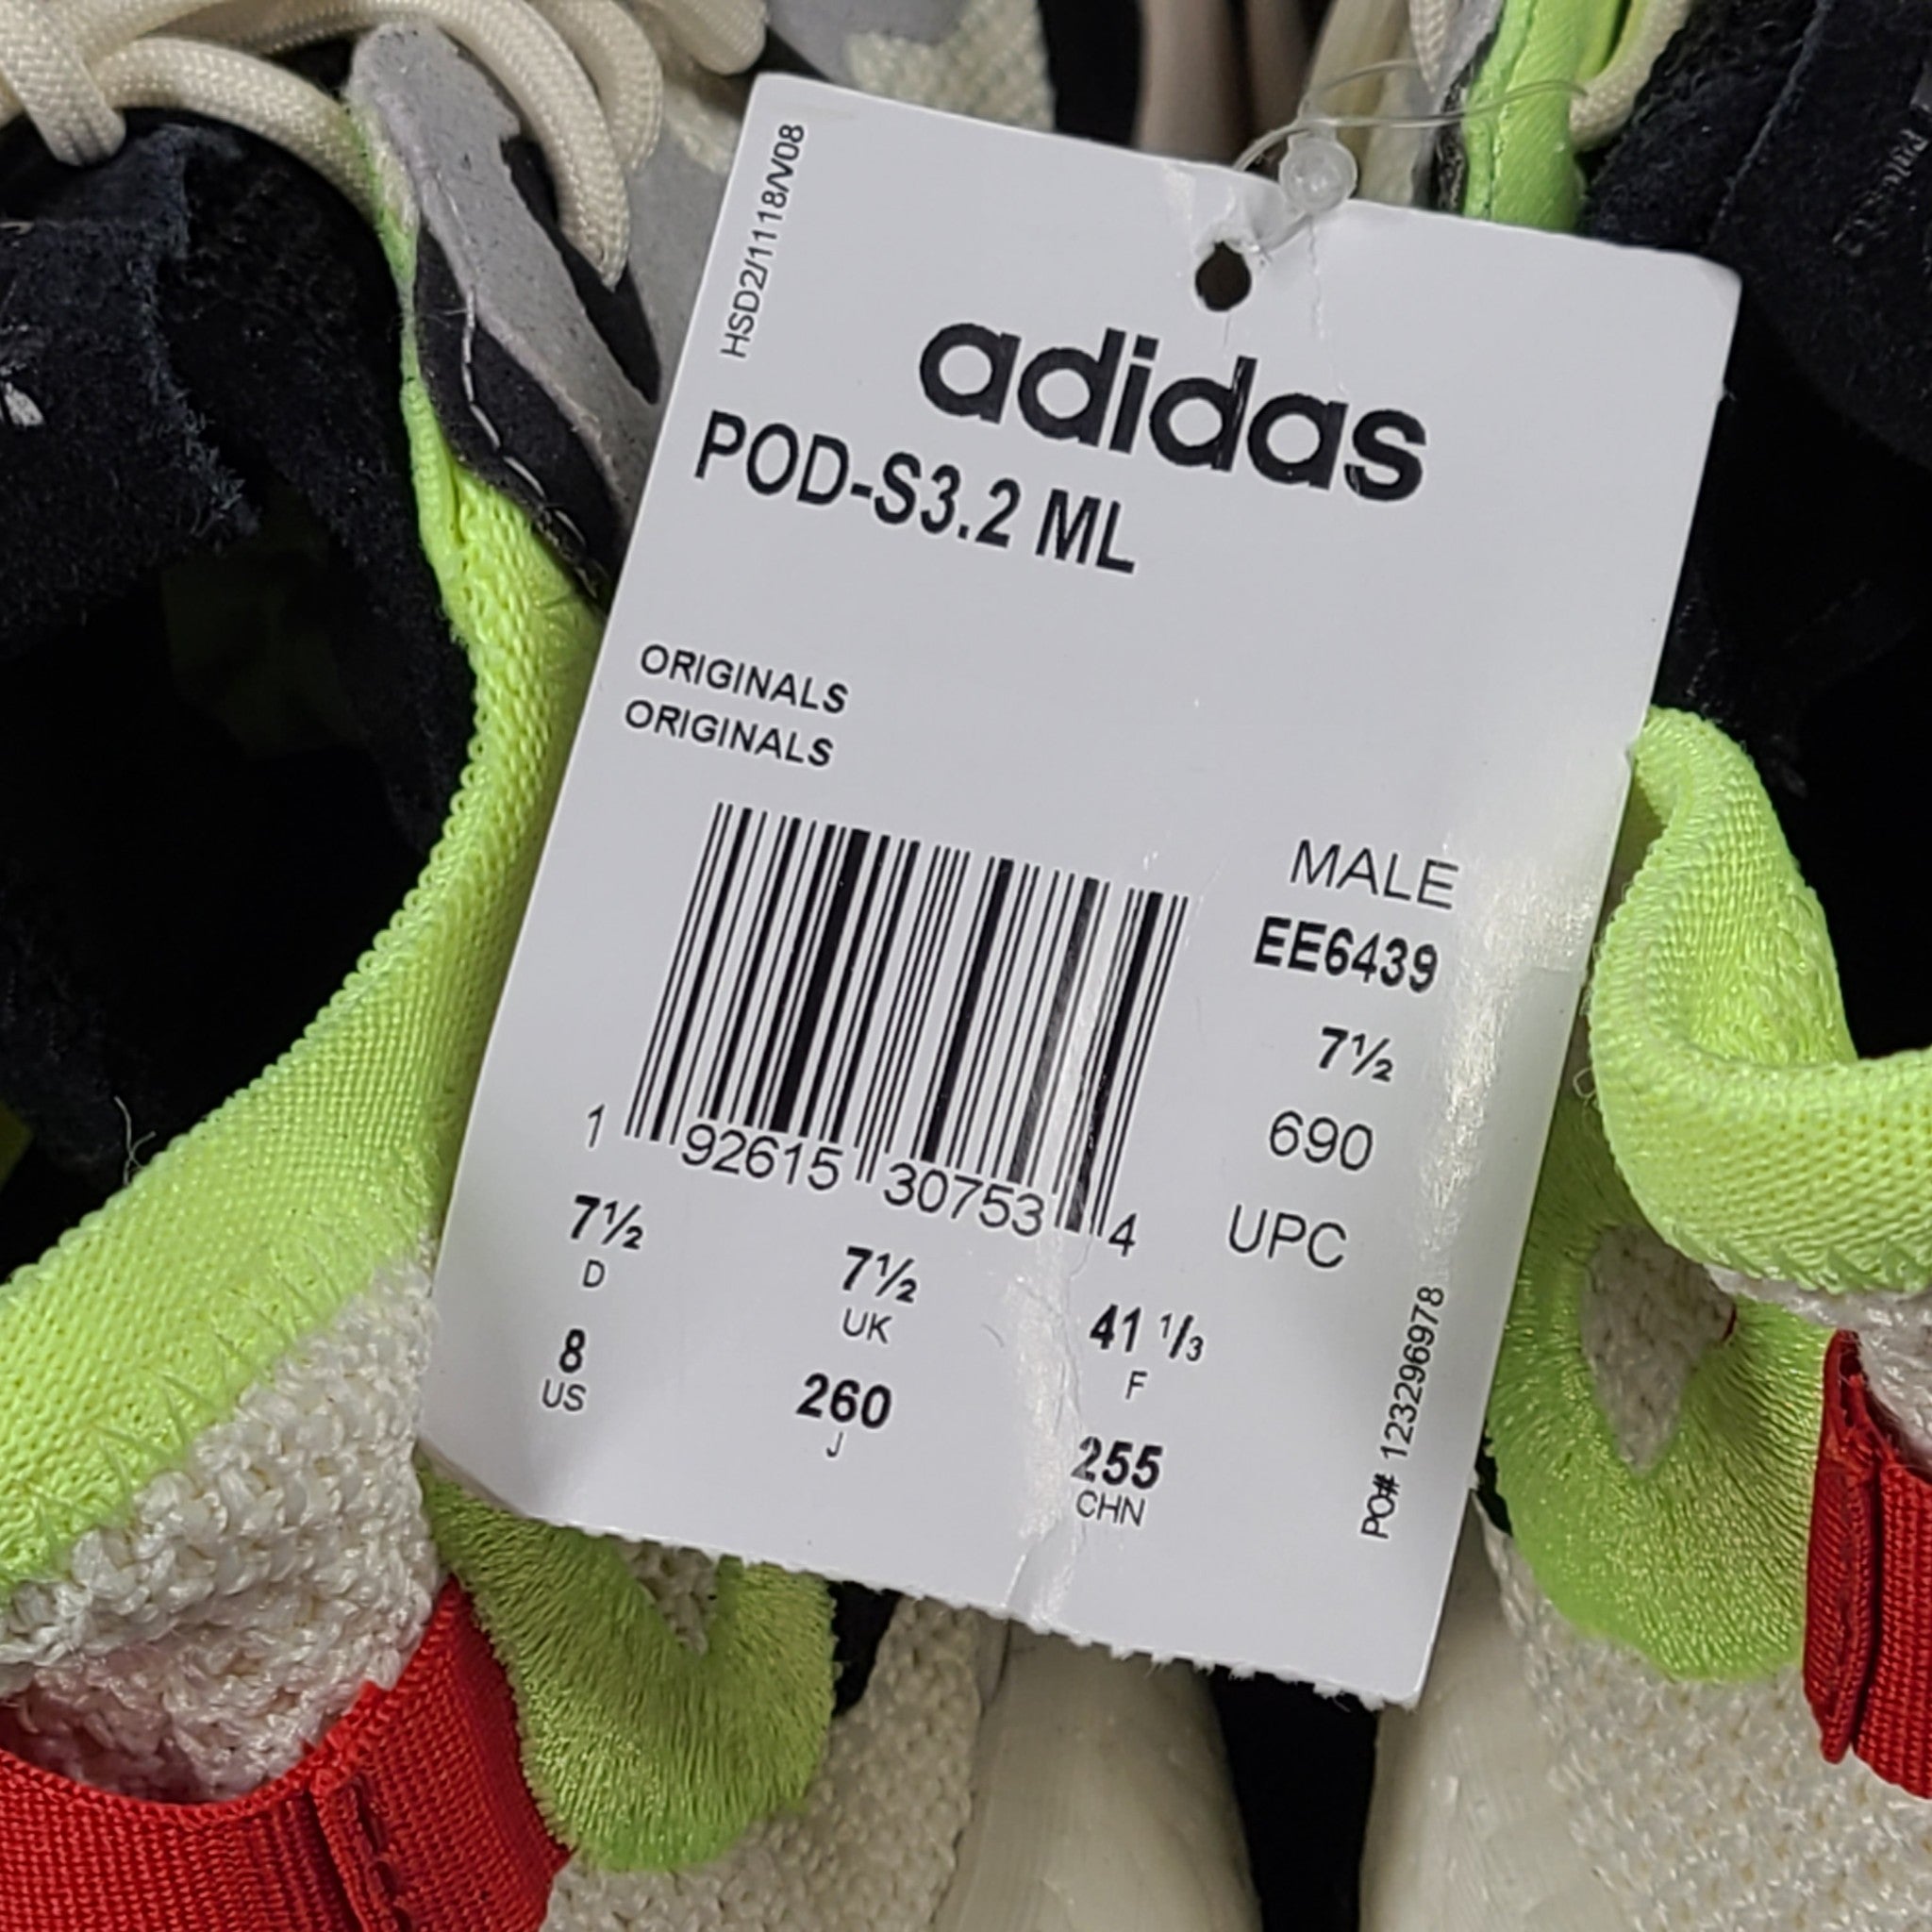 HSD2/1118/V08
adidas
POD-S3.2 ML
ORIGINALS
ORIGINALS
MALE
EE6439
7½
690
UPC
1 92615 30753 4
7½ 7½ 41 1/3
D UK F
8 260 255
US J CHN
PO# 1232969778